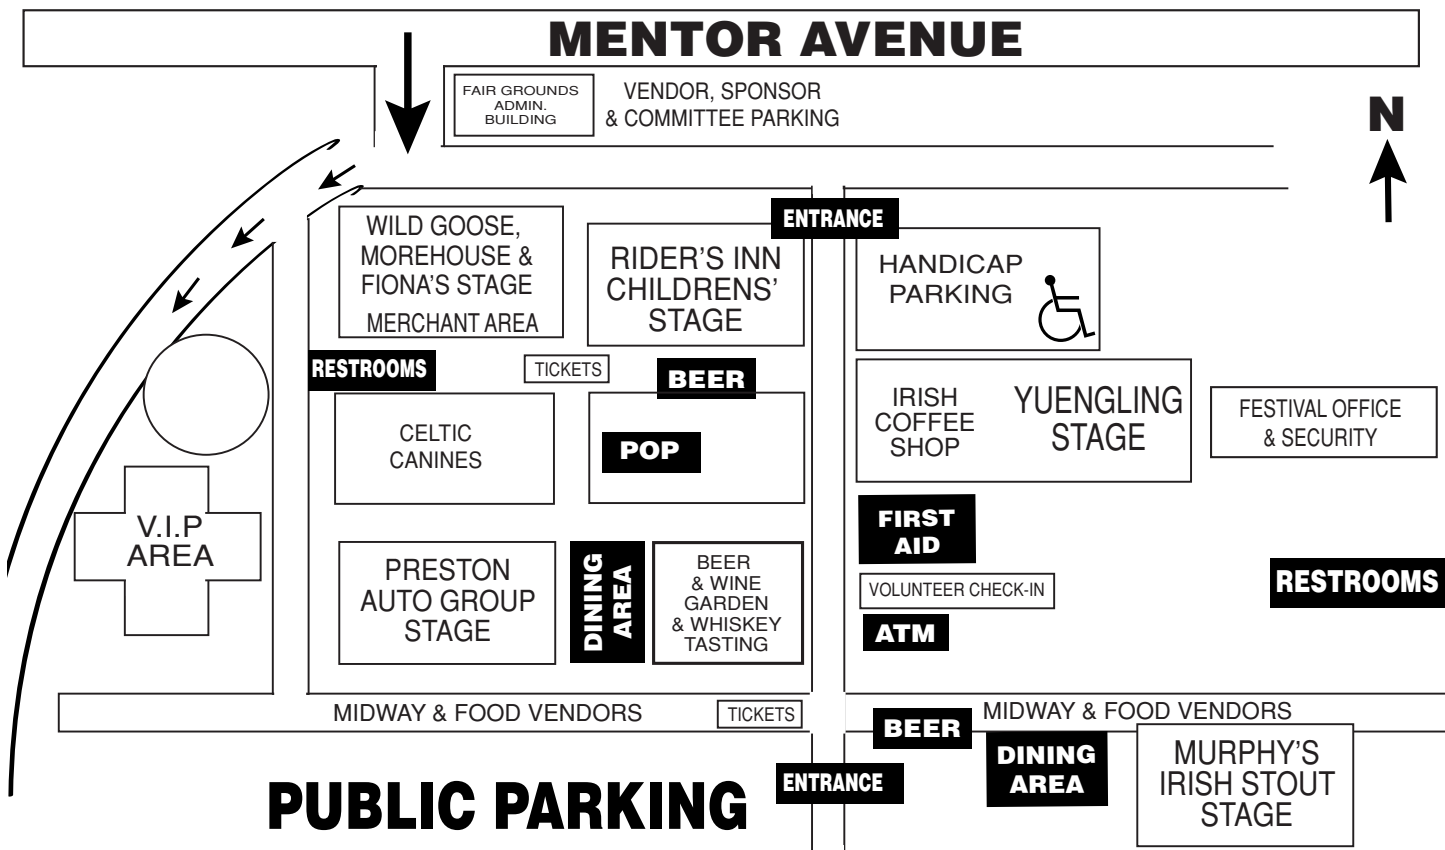 MENTOR AVENUE
FAIR GROUNDS
ADMIN.
BUILDING
VENDOR, SPONSOR
& COMMITTEE PARKING
N
ENTRANCE
WILD GOOSE,
MOREHOUSE &
FIONA'S STAGE
MERCHANT AREA
RIDER'S INN
CHILDRENS'
STAGE
HANDICAP
PARKING
RESTROOMS
TICKETS
BEER
CELTIC
CANINES
POP
IRISH
COFFEE
SHOP
YUENGLING
STAGE
FESTIVAL OFFICE
& SECURITY
V.I.P
AREA
FIRST
AID
PRESTON
AUTO GROUP
STAGE
DINING
AREA
BEER
& WINE
GARDEN
& WHISKEY
TASTING
VOLUNTEER CHECK-IN
RESTROOMS
ATM
MIDWAY & FOOD VENDORS
TICKETS
BEER
MIDWAY & FOOD VENDORS
DINING
AREA
MURPHY'S
IRISH STOUT
STAGE
ENTRANCE
PUBLIC PARKING